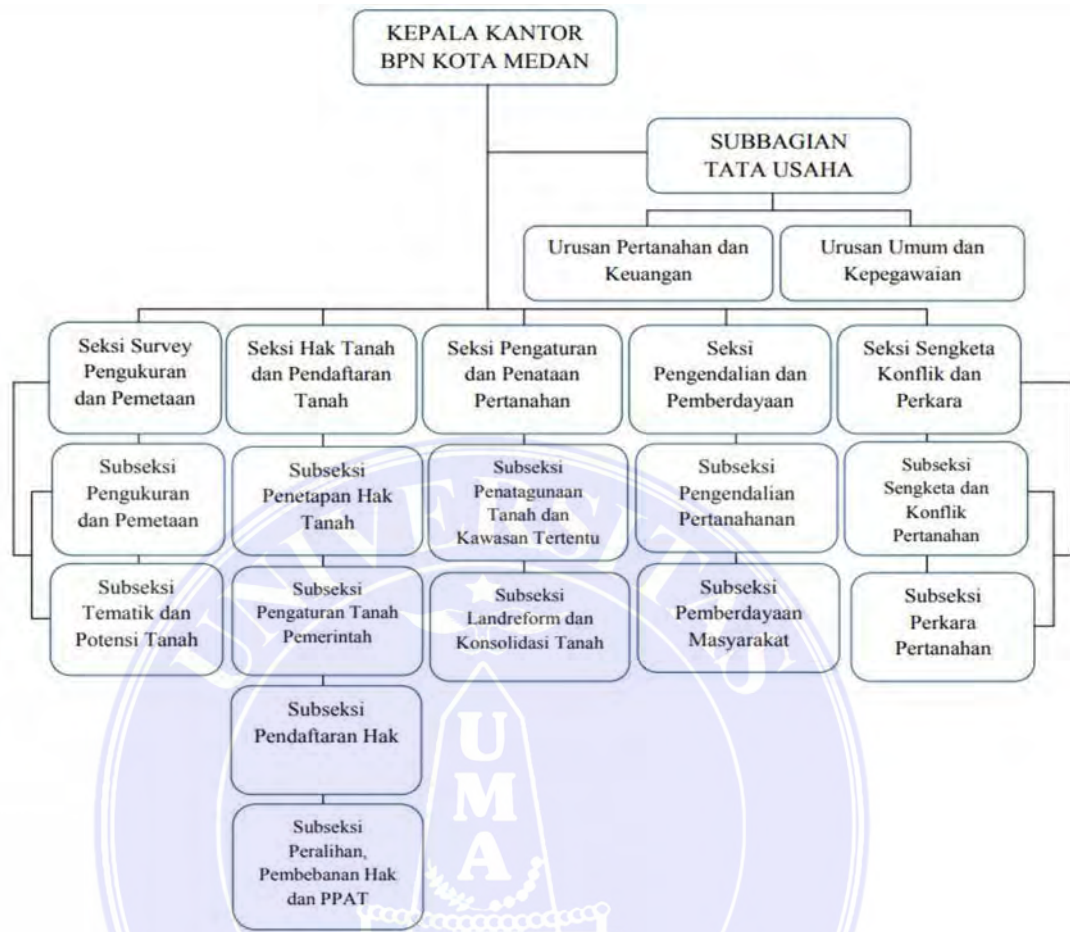 KEPALA KANTOR
BPN KOTA MEDAN
SUBBAGIAN
TATA USAHA
Urusan Pertanahan dan
Keuangan
Urusan Umum dan
Kepegawaian
Seksi Survey
Pengukuran
dan Pemetaan
Seksi Hak Tanah
dan Pendaftaran
Tanah
Seksi Pengaturan
dan Penataan
Pertanahan
Seksi
Pengendalian dan
Pemberdayaan
Seksi Sengketa
Konflik dan
Perkara
Subseksi
Pengukuran
dan Pemetaan
Subseksi
Penetapan Hak
Tanah
Subseksi
Penatagunaan
Tanah dan
Kawasan Tertentu
Subseksi
Pengendalian
Pertanahanan
Subseksi
Sengketa dan
Konflik
Pertanahan
Subseksi
Tematik dan
Potensi Tanah
Subseksi
Pengaturan Tanah
Pemerintah
Subseksi
Landreform dan
Konsolidasi Tanah
Subseksi
Pemberdayaan
Masyarakat
Subseksi
Perkara
Pertanahan
Subseksi
Pendaftaran Hak
Subseksi
Peralihan,
Pembebanan Hak
dan PPAT
UNIVERSITS
UMA